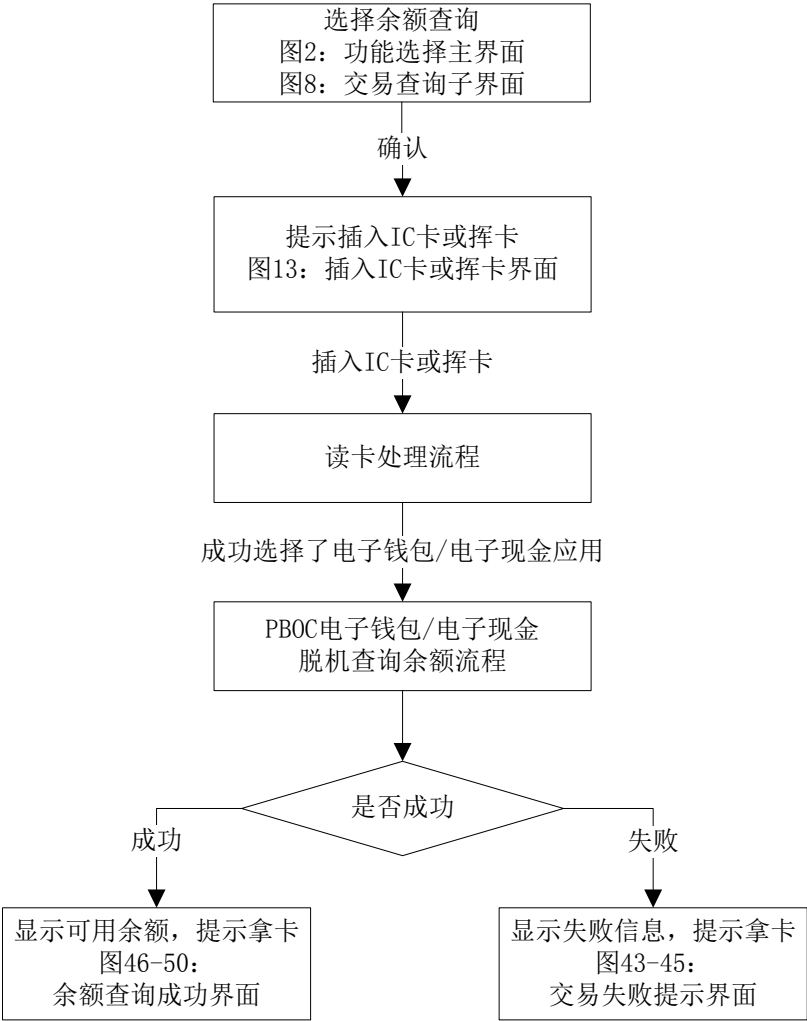 选择余额查询
图2: 功能选择主界面
图8: 交易查询子界面
确认
提示插入IC卡或挥卡
图13: 插入IC卡或挥卡界面
插入IC卡或挥卡
读卡处理流程
成功选择了电子钱包/电子现金应用
PBOC电子钱包/电子现金
脱机查询余额流程
是否成功
成功
失败
显示可用余额，提示拿卡
图46-50:
余额查询成功界面
显示失败信息，提示拿卡
图43-45:
交易失败提示界面